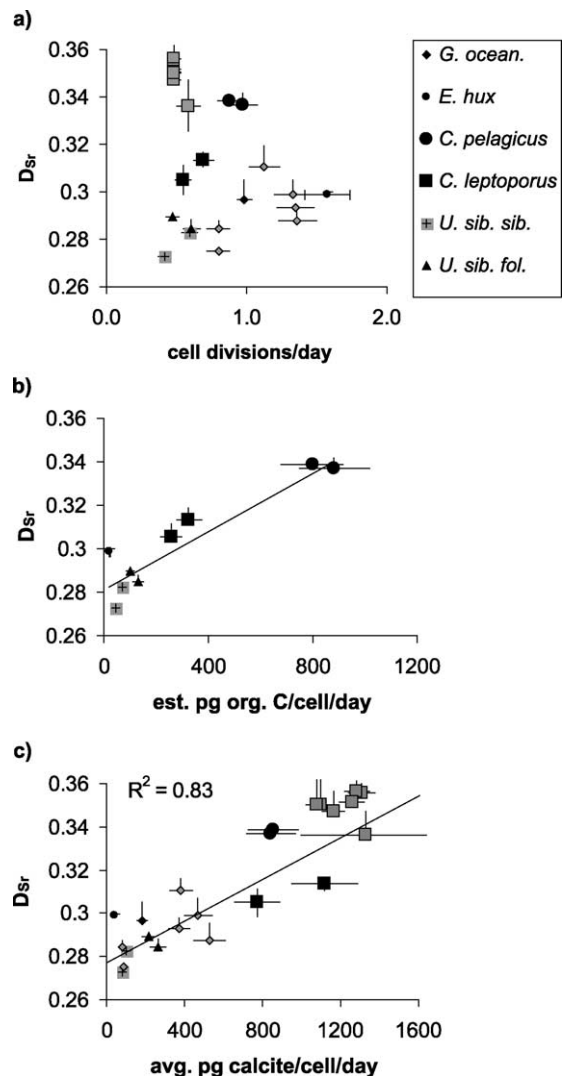 a)
0.36
0.34
0.32
0.3
0.28
0.26
DSr
0.0
1.0
2.0
cell divisions/day
G. ocean.
E. hux
C. pelagicus
C. leptoporus
U. sib. sib.
U. sib. fol.
b)
0.36
0.34
0.32
0.3
0.28
0.26
DSr
0
400
800
1200
est. pg org. C/cell/day
c)
R² = 0.83
0.36
0.34
0.32
0.3
0.28
0.26
DSr
0
400
800
1200
1600
avg. pg calcite/cell/day